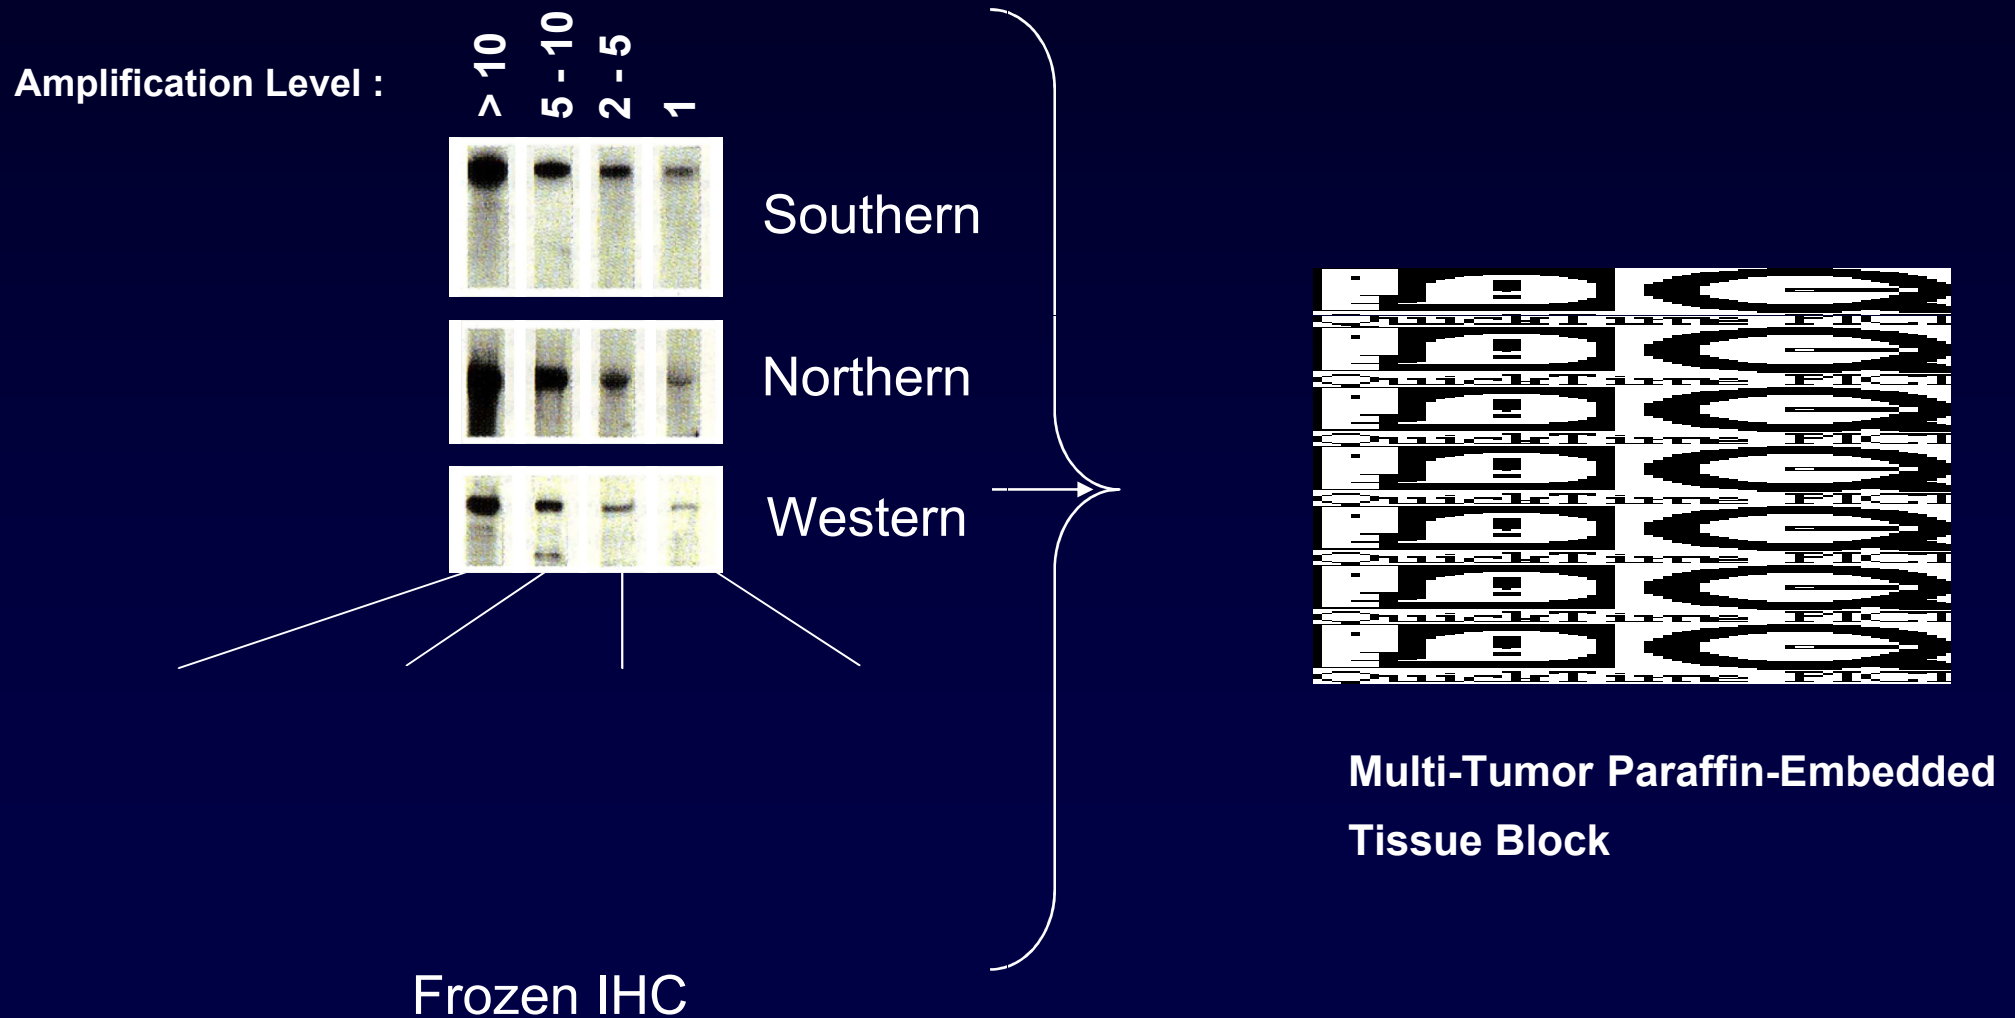 Amplification Level :
> 10
5 - 10
2 - 5
1
Southern
Northern
Western
Frozen IHC
Multi-Tumor Paraffin-Embedded
Tissue Block